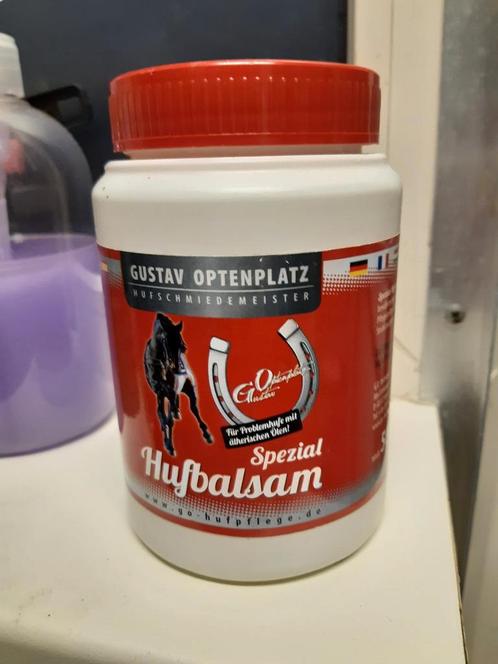 GUSTAV OPTENPLATZ
HUFSCHMIEDEMEISTER
Für Problemhufe mit
ätherischen Ölen!
Spezial
Hufbalsam
www.go-hufpflege.de